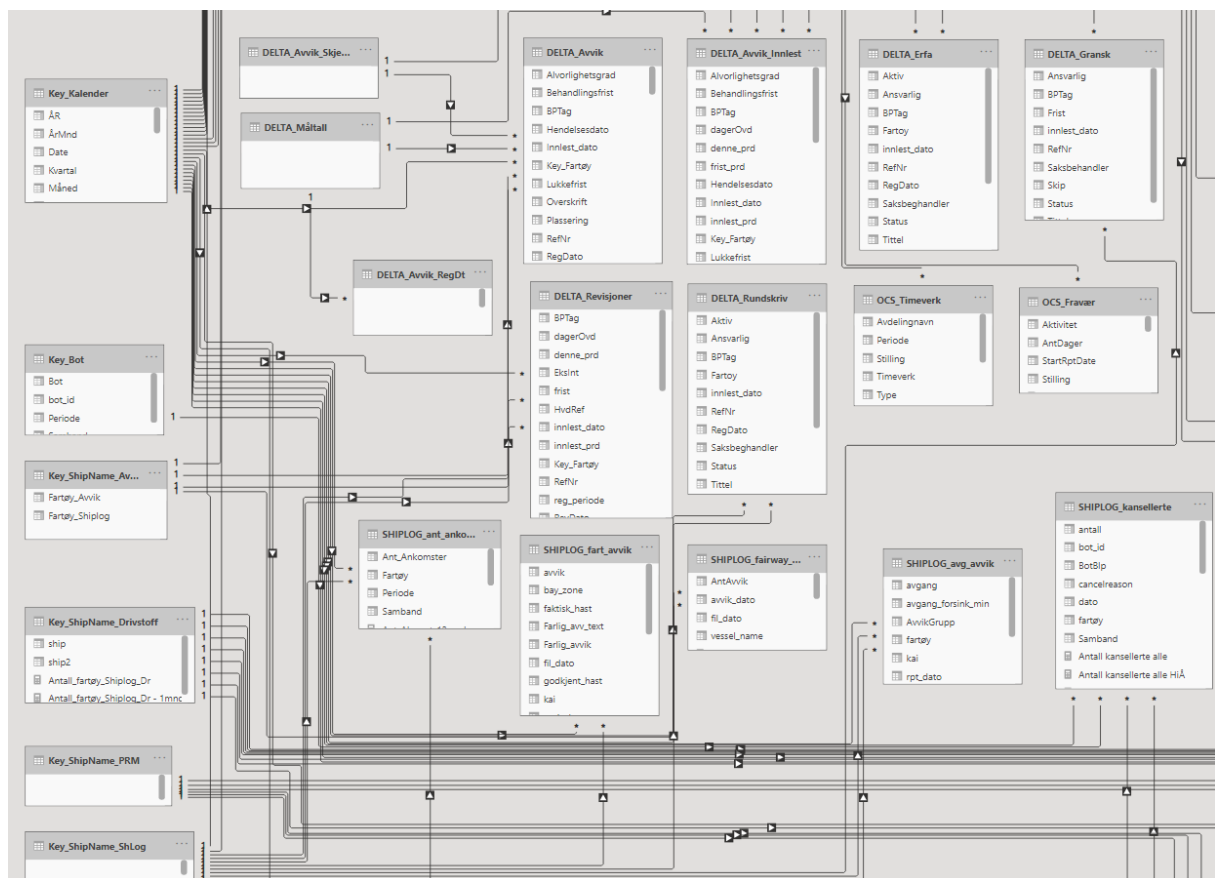 DELTA_Avvik_Skje...
DELTA_Måltall
Key_Kalender
ÅR
ÅrMnd
Date
Kvartal
Måned
DELTA_Avvik
Alvorlighetsgrad
Behandlingsfrist
BPTag
Hendelsesdato
Innlest_dato
Key_Fartøy
Lukkefrist
Overskrift
Plassering
RefNr
RegDato
DELTA_Avvik_Innlest
Alvorlighetsgrad
Behandlingsfrist
BPTag
dagerOvd
denne_prd
frist_prd
Hendelsesdato
Innlest_dato
innlest_prd
Key_Fartøy
Lukkefrist
DELTA_Erfa
Aktiv
Ansvarlig
BPTag
Fartoy
innlest_dato
RefNr
RegDato
Saksbeghandler
Status
Tittel
DELTA_Gransk
Ansvarlig
BPTag
Frist
innlest_dato
RefNr
Saksbehandler
Skip
Status
DELTA_Avvik_RegDt
Key_Bot
Bot
bot_id
Periode
DELTA_Revisjoner
BPTag
dagerOvd
denne_prd
EksInt
frist
HvdRef
innlest_dato
innlest_prd
Key_Fartøy
RefNr
reg_periode
DELTA_Rundskriv
Aktiv
Ansvarlig
BPTag
Fartoy
innlest_dato
RefNr
RegDato
Saksbeghandler
Status
Tittel
OCS_Timeverk
Avdelingnavn
Periode
Stilling
Timeverk
Type
OCS_Fravær
Aktivitet
AntDager
StartRptDate
Stilling
Key_ShipName_Av...
Fartøy_Avvik
Fartøy_Shiplog
SHIPLOG_ant_anko...
Ant_Ankomster
Fartøy
Periode
Samband
SHIPLOG_fart_avvik
avvik
bay_zone
faktisk_hast
Farlig_avv_text
Farlig_avvik
fil_dato
godkjent_hast
kai
SHIPLOG_fairway_...
AntAvvik
avvik_dato
fil_dato
vessel_name
SHIPLOG_avg_avvik
avgang
avgang_forsink_min
AvvikGrupp
fartøy
kai
rpt_dato
SHIPLOG_kansellerte
antall
bot_id
BotBlp
cancelreason
dato
fartøy
Samband
Antall kansellerte alle
Antall kansellerte alle HiÅ
Key_ShipName_Drivstoff
ship
ship2
Antall_fartøy_Shiplog_Dr
Antall_fartøy_Shiplog_Dr - 1mnd
Key_ShipName_PRM
Key_ShipName_ShLog